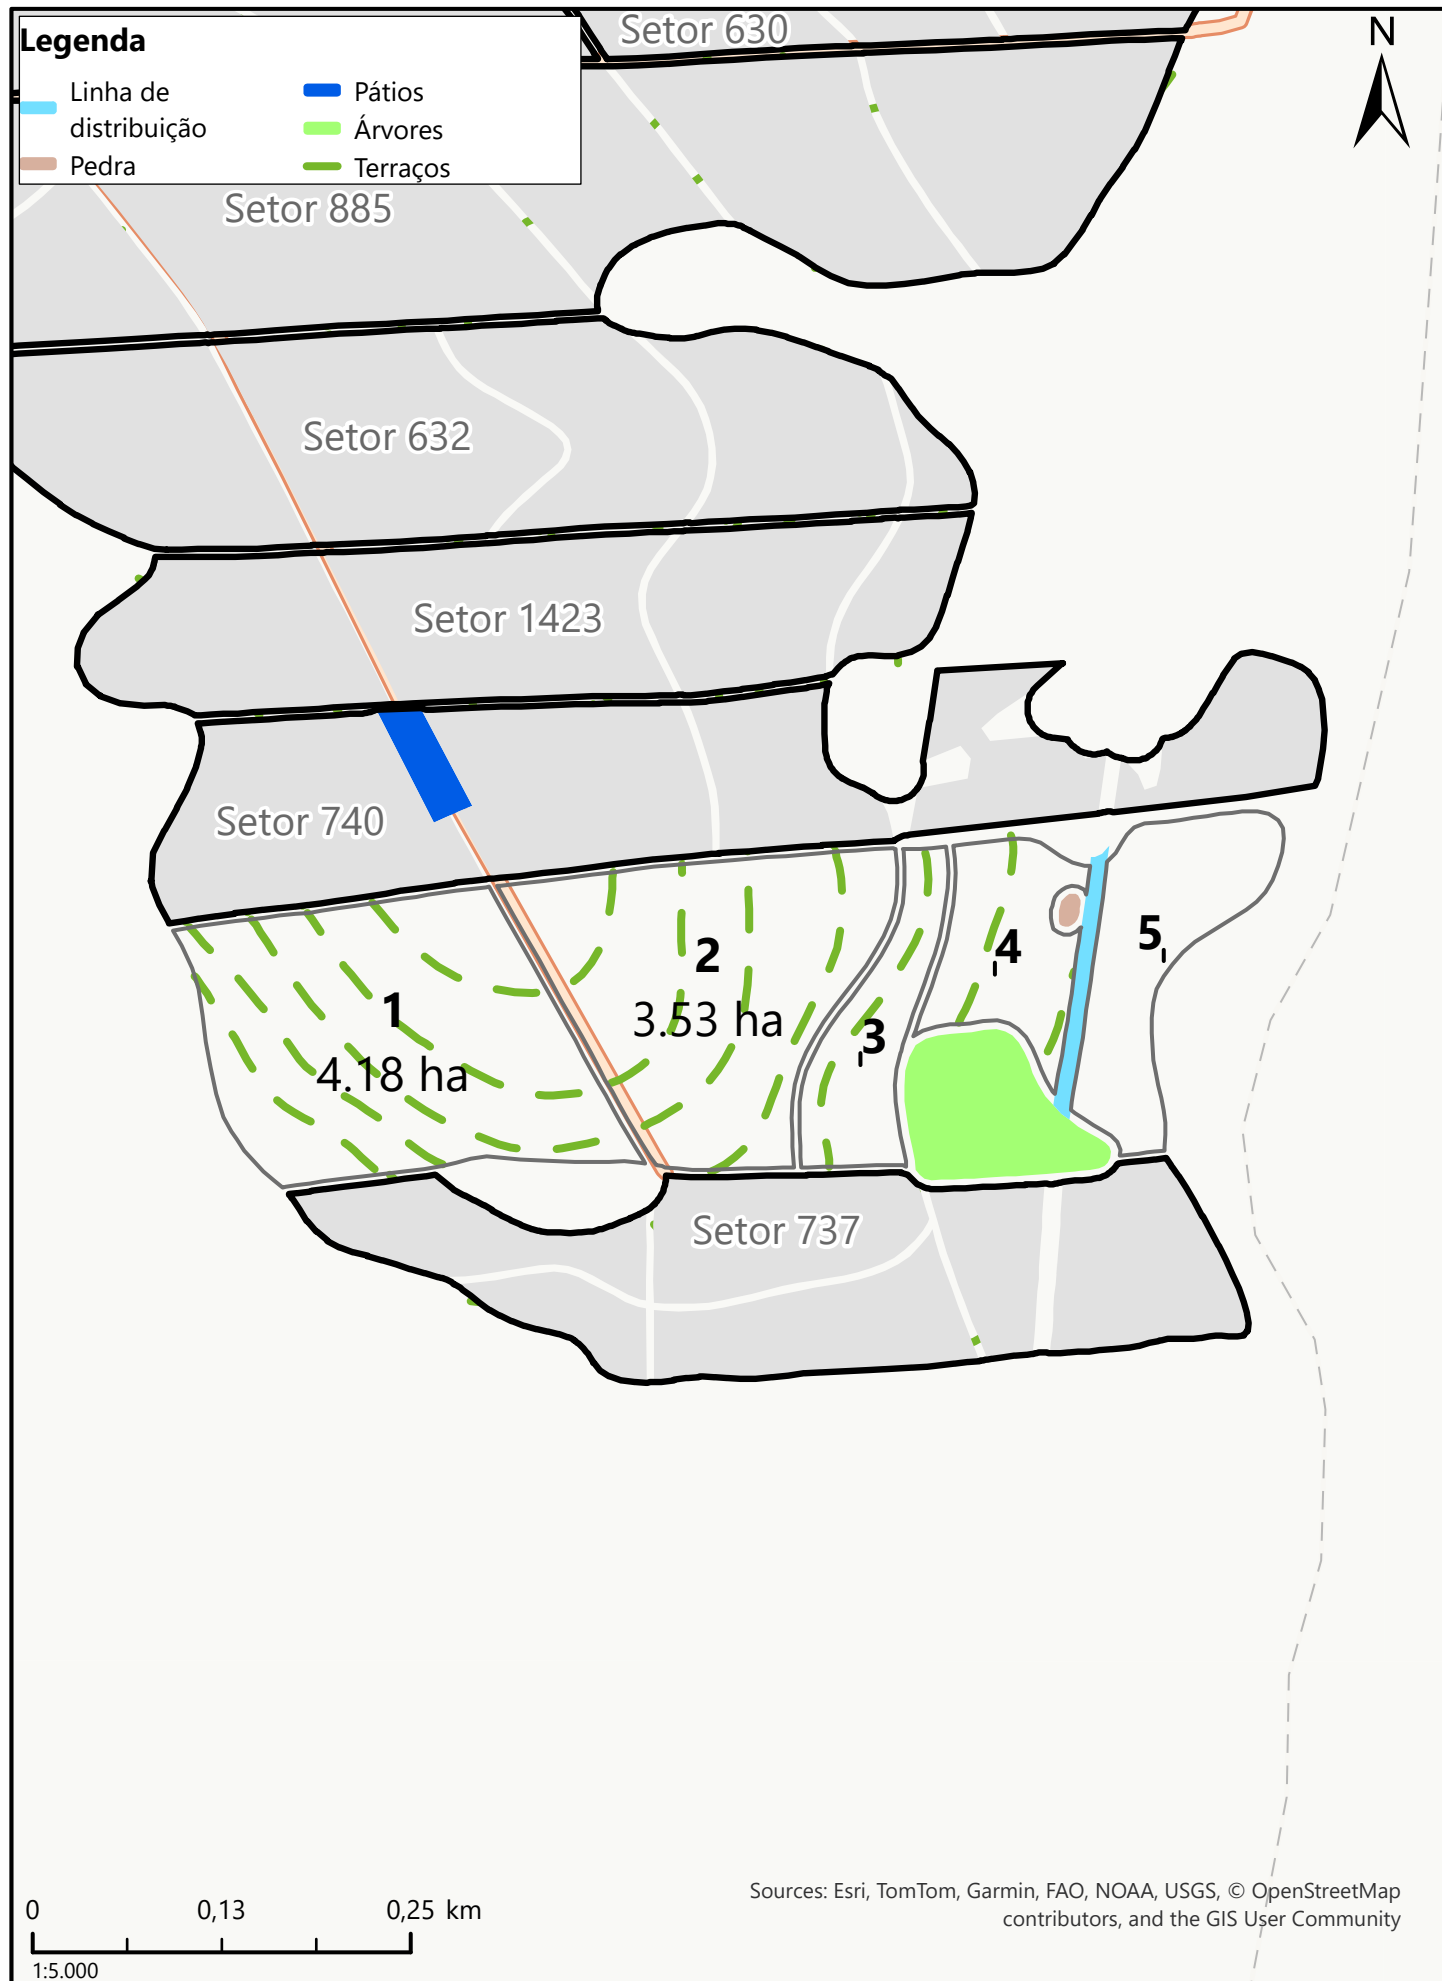 Setor 630
N
Legenda
Linha de
distribuição
Pedra
Pátios
Árvores
Terraços
Setor 885
Setor 632
Setor 1423
Setor 740
1
4.18 ha
2
3.53 ha
3
4
5
Setor 737
Sources: Esri, TomTom, Garmin, FAO, NOAA, USGS, © OpenStreetMap
contributors, and the GIS User Community
0 0,13 0,25 km
1:5.000